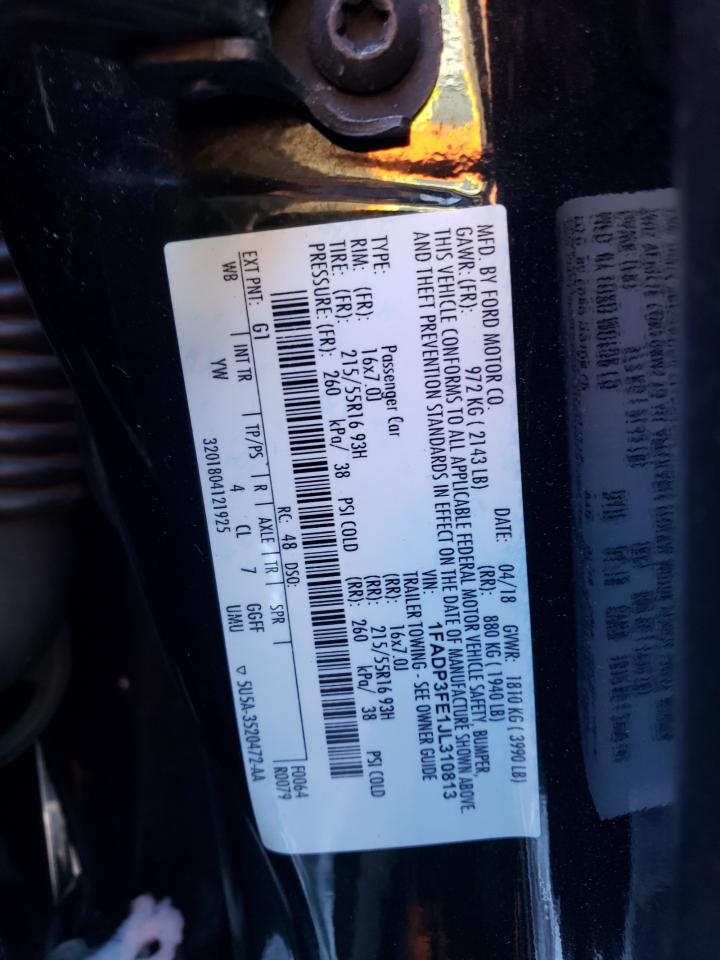 MFD. BY FORD MOTOR CO.
DATE: 04/18 GVWR: 1810 KG ( 3990 LB)
GAWR: (FR): 972 KG ( 2143 LB) (RR): 880 KG ( 1940 LB)
THIS VEHICLE CONFORMS TO ALL APPLICABLE FEDERAL MOTOR VEHICLE SAFETY, BUMPER,
AND THEFT PREVENTION STANDARDS IN EFFECT ON THE DATE OF MANUFACTURE SHOWN ABOVE
VIN: 1FADP3FE1JL310813
TYPE: Passenger Car TRAILER TOWING - SEE OWNER GUIDE
RIM: (FR): 16x7.0J (RR): 16x7.0J
TIRE: (FR): 215/55R16 93H (RR): 215/55R16 93H
PRESSURE: (FR): 260 kPa/ 38 PSI COLD (RR): 260 kPa/ 38 PSI COLD
F0064
R0079
EXT PNT: G1 RC: 48 DSO:
WB INT TR TP/PS R AXLE TR SPR
YW 4 CL 7 GGFF
UMU
3201804121925
▽ 5U5A-3520472-AA